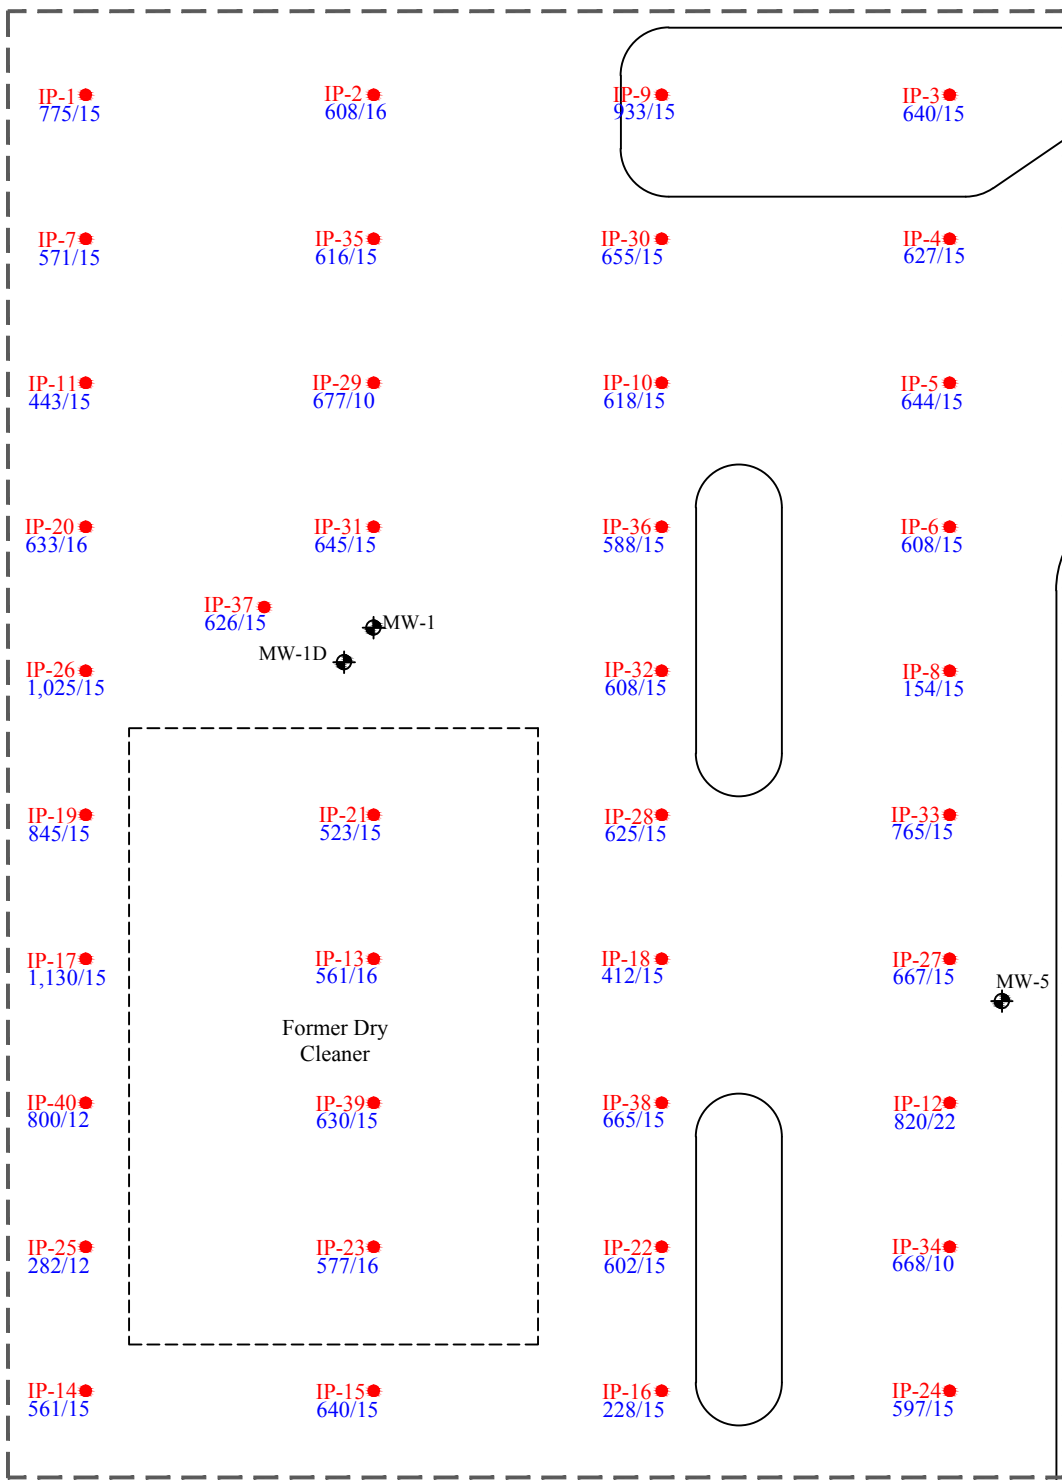 IP-1
775/15
IP-2
608/16
IP-9
933/15
IP-3
640/15
IP-7
571/15
IP-35
616/15
IP-30
655/15
IP-4
627/15
IP-11
443/15
IP-29
677/10
IP-10
618/15
IP-5
644/15
IP-20
633/16
IP-31
645/15
IP-36
588/15
IP-6
608/15
IP-37
626/15
MW-1
MW-1D
IP-26
1,025/15
IP-32
608/15
IP-8
154/15
IP-19
845/15
IP-21
523/15
IP-28
625/15
IP-33
765/15
IP-17
1,130/15
IP-13
561/16
IP-18
412/15
IP-27
667/15
MW-5
Former Dry
Cleaner
IP-40
800/12
IP-39
630/15
IP-38
665/15
IP-12
820/22
IP-25
282/12
IP-23
577/16
IP-22
602/15
IP-34
668/10
IP-14
561/15
IP-15
640/15
IP-16
228/15
IP-24
597/15